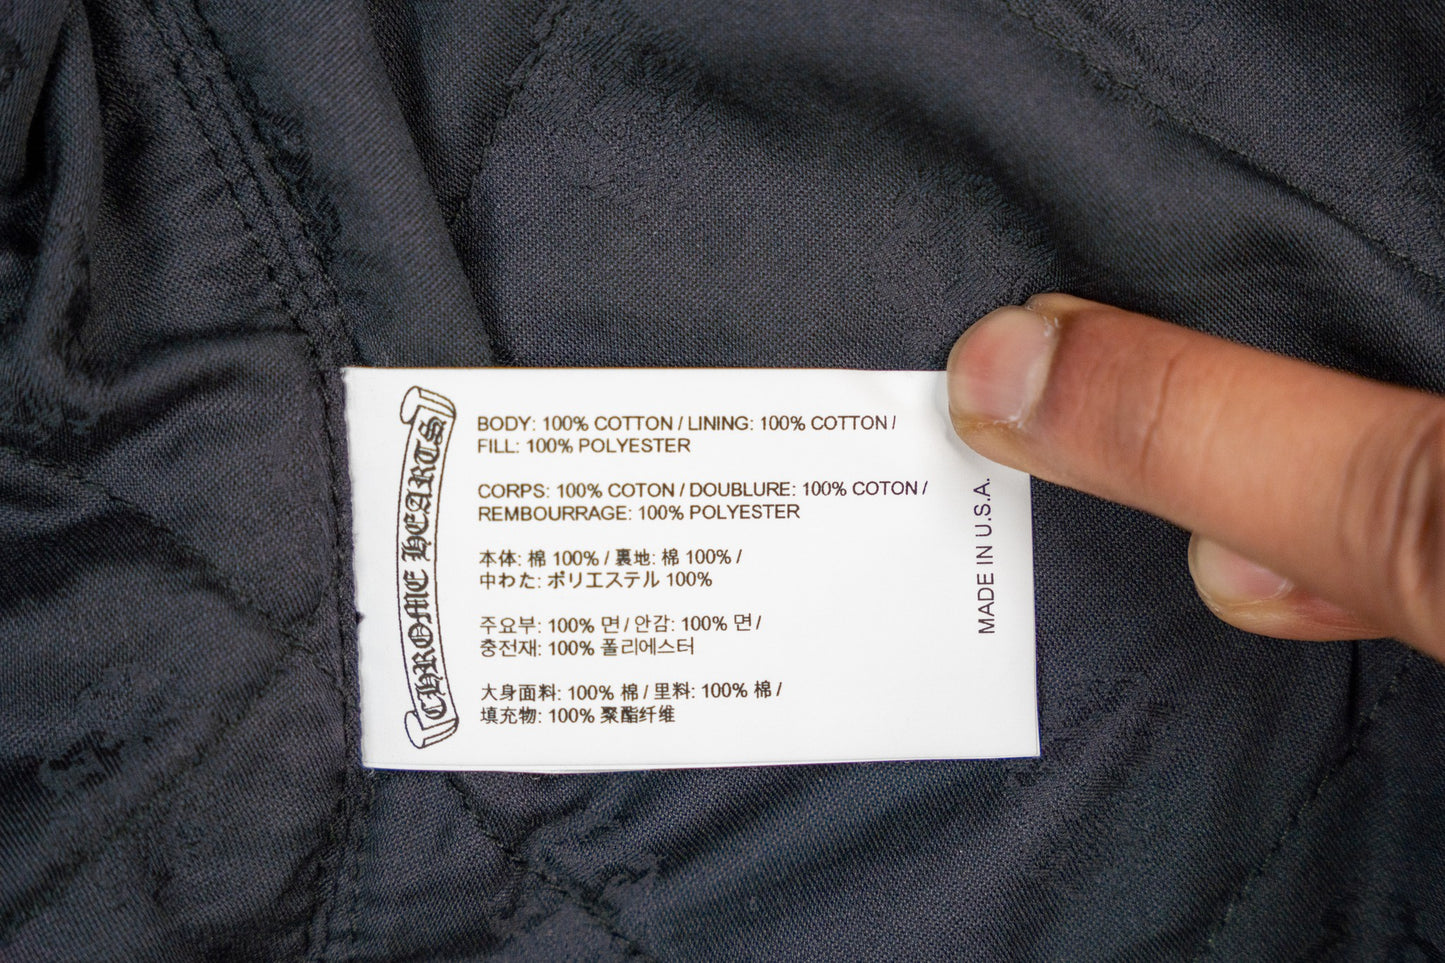 CHROME HEARTS
BODY: 100% COTTON / LINING: 100% COTTON /
FILL: 100% POLYESTER
CORPS: 100% COTON / DOUBLURE: 100% COTON /
REMBOURRAGE: 100% POLYESTER
本体: 棉 100% / 裏地: 棉 100% /
中わた: ポリエステル 100%
주요부: 100% 면 / 안감: 100% 면 /
충전재: 100% 폴리에스터
大身面料: 100% 棉 / 里料: 100% 棉 /
填充物: 100% 聚酯纤维
MADE IN U.S.A.